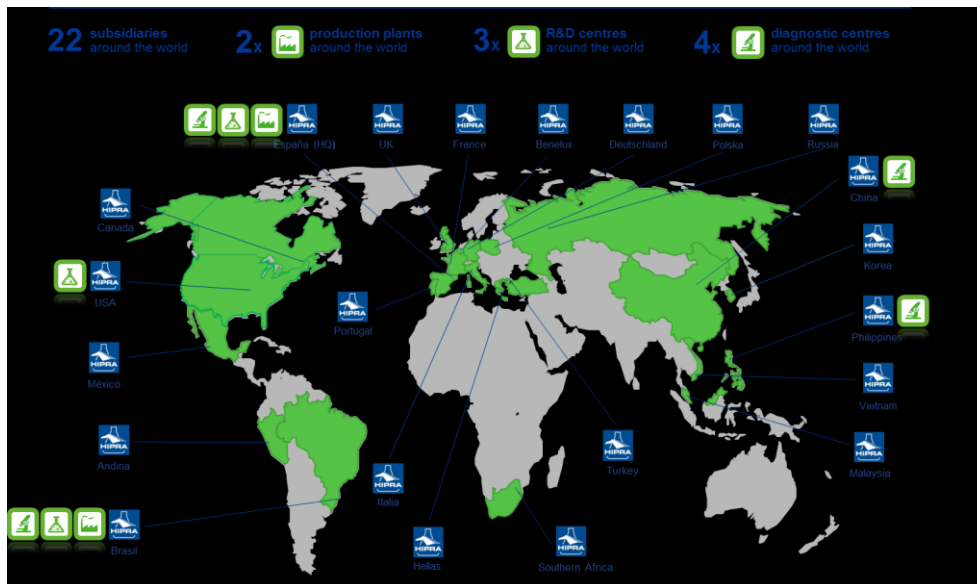 22 subsidiaries
around the world
2x production plants
around the world
3x R&D centres
around the world
4x diagnostic centres
around the world
HIPRA
España (HQ)
HIPRA
UK
HIPRA
France
HIPRA
Benelux
HIPRA
Deutschland
HIPRA
Polska
HIPRA
Russia
HIPRA
China
HIPRA
Canada
HIPRA
Korea
HIPRA
USA
HIPRA
Portugal
HIPRA
Philippines
HIPRA
México
HIPRA
Vietnam
HIPRA
Andina
HIPRA
Italia
HIPRA
Turkey
HIPRA
Malaysia
HIPRA
Brasil
HIPRA
Hellas
HIPRA
Southern Africa